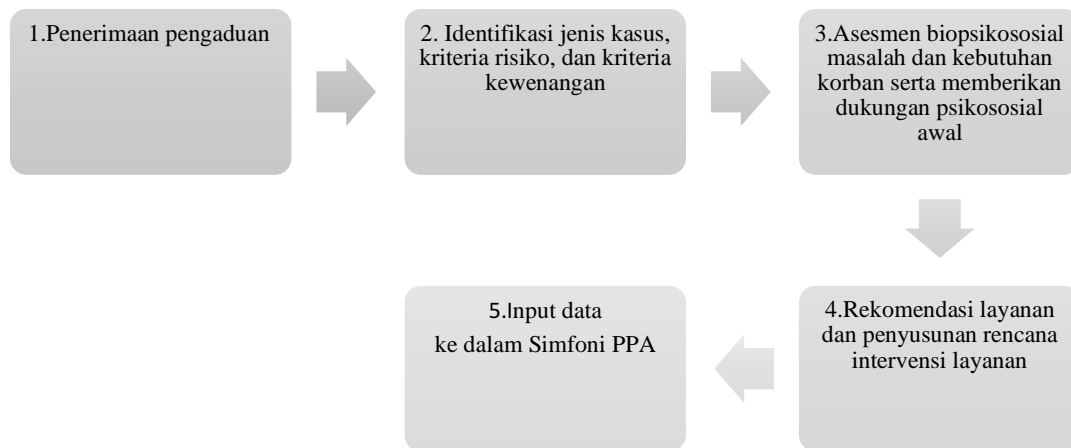 1.Penerimaan pengaduan
2. Identifikasi jenis kasus,
kriteria risiko, dan kriteria
kewenangan
3.Asesmen biopsikososial
masalah dan kebutuhan
korban serta memberikan
dukungan psikososial
awal
4.Rekomendasi layanan
dan penyusunan rencana
intervensi layanan
5.Input data
ke dalam Simfoni PPA